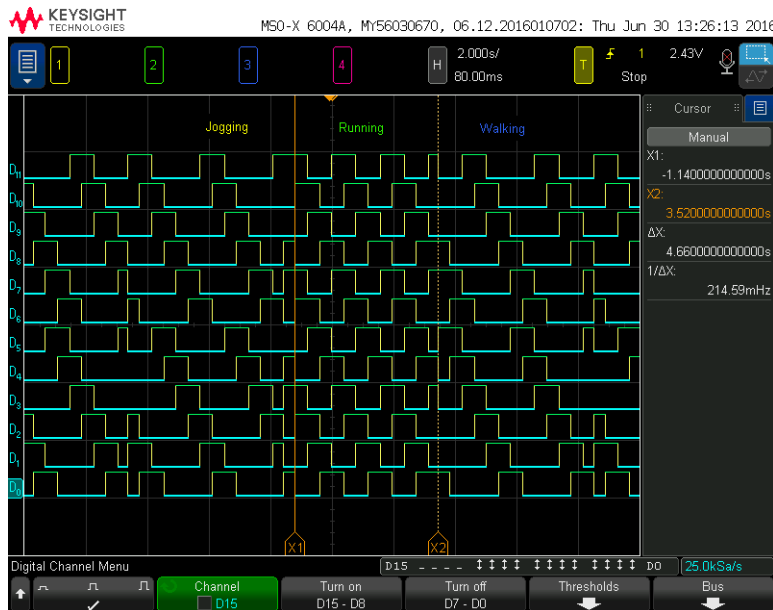 KEYSIGHT
TECHNOLOGIES
MSO-X 6004A, MY56030670, 06.12.2016010702: Thu Jun 30 13:26:13 2016
1 2 3 4 H 2.000s/ 80.00ms T 1 2.43V Stop
Cursor
Manual
X1:
-1.1400000000000s
X2:
3.5200000000000s
ΔX:
4.6600000000000s
1/ΔX:
214.59mHz
Jogging Running Walking
D11
D10
D9
D8
D7
D6
D5
D4
D3
D2
D1
D0
X1 X2
Digital Channel Menu D15 _ _ _ _ ↕↕↕↕ ↕↕↕↕ ↕↕↕↕ D0 25.0kSa/s
Channel Turn on Turn off Thresholds Bus
D15 D15 - D8 D7 - D0